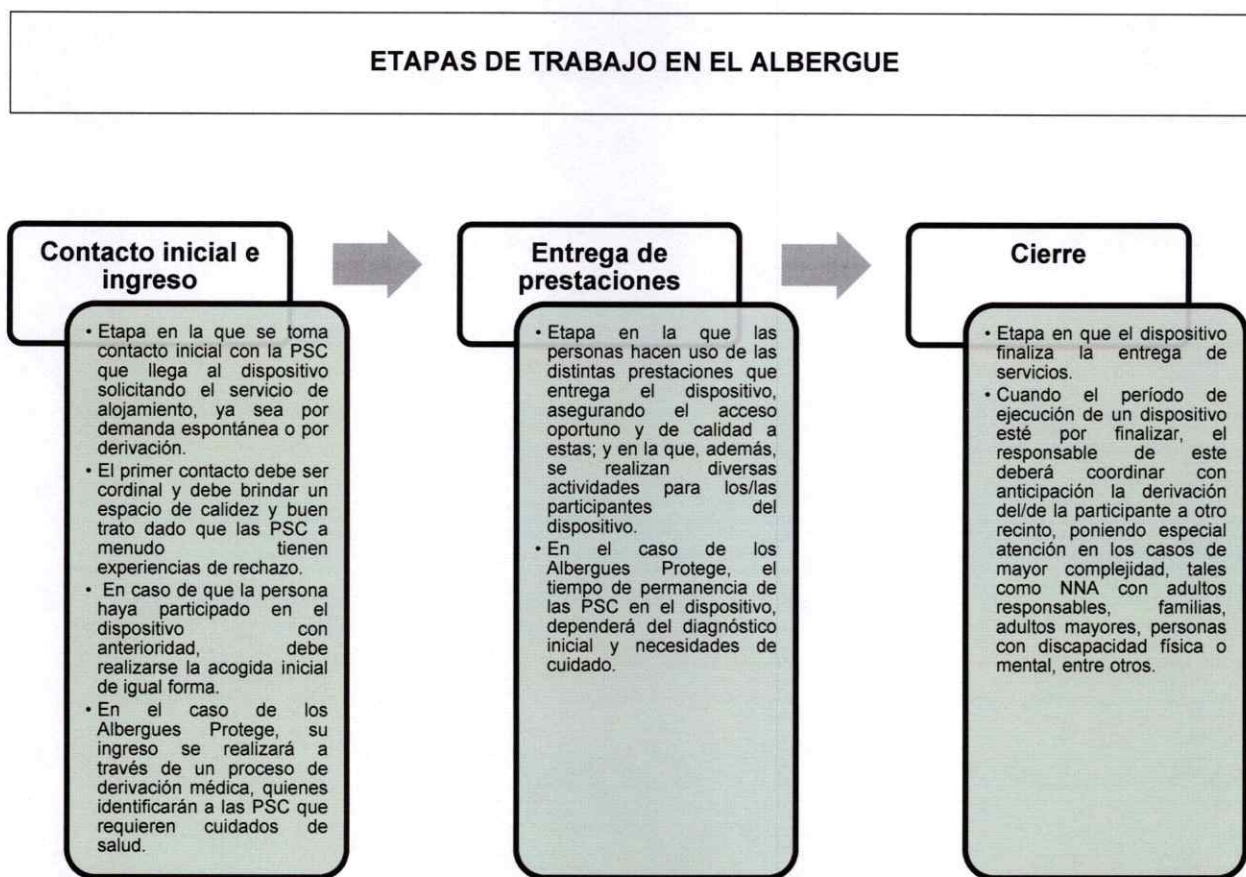 ETAPAS DE TRABAJO EN EL ALBERGUE
Contacto inicial e
ingreso
• Etapa en la que se toma
contacto inicial con la PSC
que llega al dispositivo
solicitando el servicio de
alojamiento, ya sea por
demanda espontánea o por
derivación.
• El primer contacto debe ser
cordinal y debe brindar un
espacio de calidez y buen
trato dado que las PSC a
menudo tienen
experiencias de rechazo.
• En caso de que la persona
haya participado en el
dispositivo con
anterioridad, debe
realizarse la acogida inicial
de igual forma.
• En el caso de los
Albergues Protege, su
ingreso se realizará a
través de un proceso de
derivación médica, quienes
identificarán a las PSC que
requieren cuidados de
salud.
Entrega de
prestaciones
• Etapa en la que las
personas hacen uso de las
distintas prestaciones que
entrega el dispositivo,
asegurando el acceso
oportuno y de calidad a
estas; y en la que, además,
se realizan diversas
actividades para los/las
participantes del
dispositivo.
• En el caso de los
Albergues Protege, el
tiempo de permanencia de
las PSC en el dispositivo,
dependerá del diagnóstico
inicial y necesidades de
cuidado.
Cierre
• Etapa en que el dispositivo
finaliza la entrega de
servicios.
• Cuando el período de
ejecución de un dispositivo
esté por finalizar, el
responsable de este
deberá coordinar con
anticipación la derivación
del/de la participante a otro
recinto, poniendo especial
atención en los casos de
mayor complejidad, tales
como NNA con adultos
responsables, familias,
adultos mayores, personas
con discapacidad física o
mental, entre otros.